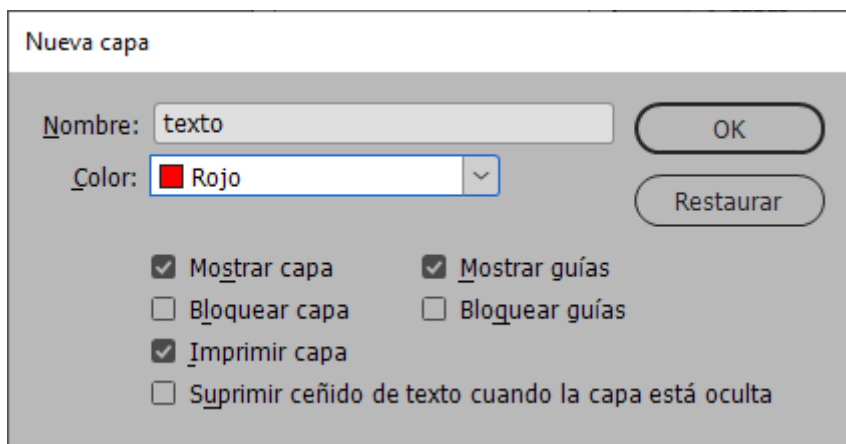 Nueva capa
Nombre: texto
OK
Color: Rojo
Restaurar
Mostrar capa
Mostrar guías
Bloquear capa
Bloquear guías
Imprimir capa
Suprimir ceñido de texto cuando la capa está oculta